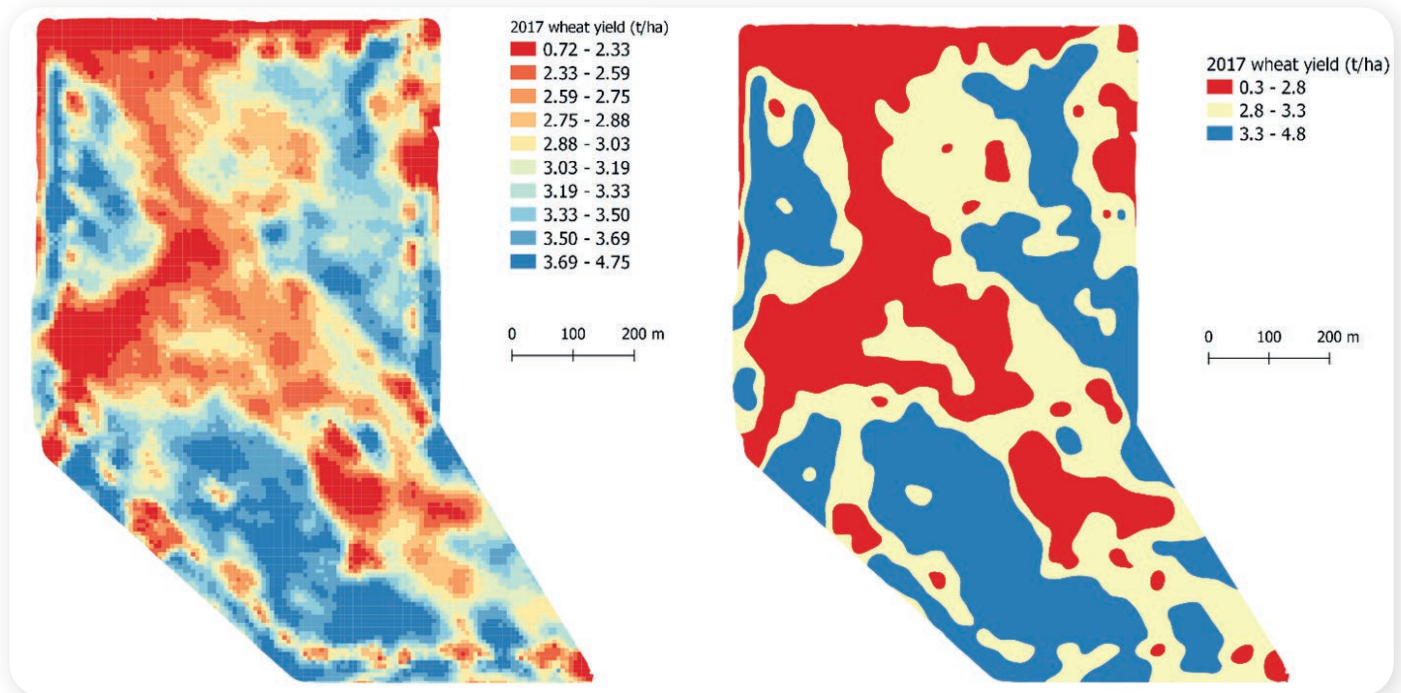 2017 wheat yield (t/ha)
0.72 - 2.33
2.33 - 2.59
2.59 - 2.75
2.75 - 2.88
2.88 - 3.03
3.03 - 3.19
3.19 - 3.33
3.33 - 3.50
3.50 - 3.69
3.69 - 4.75
0 100 200 m
2017 wheat yield (t/ha)
0.3 - 2.8
2.8 - 3.3
3.3 - 4.8
0 100 200 m